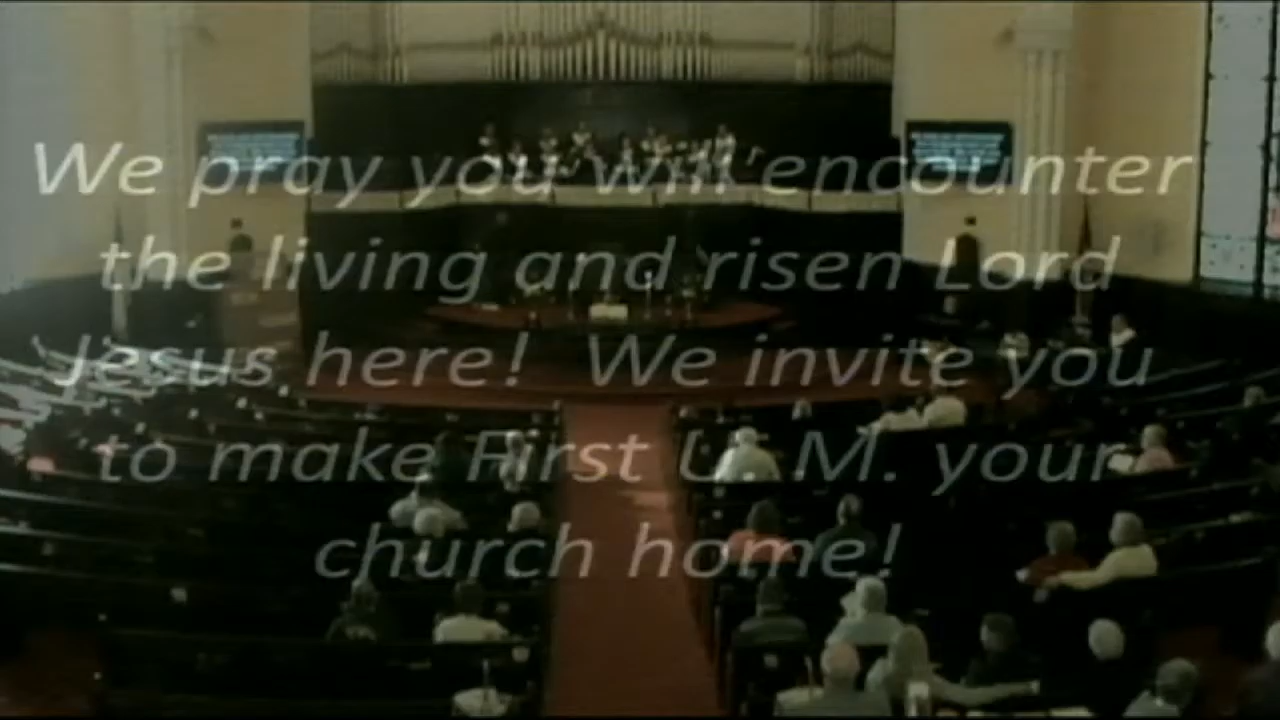 We pray you will encounter
the living and risen Lord
Jesus here! We invite you
to make First U. M. your
church home!